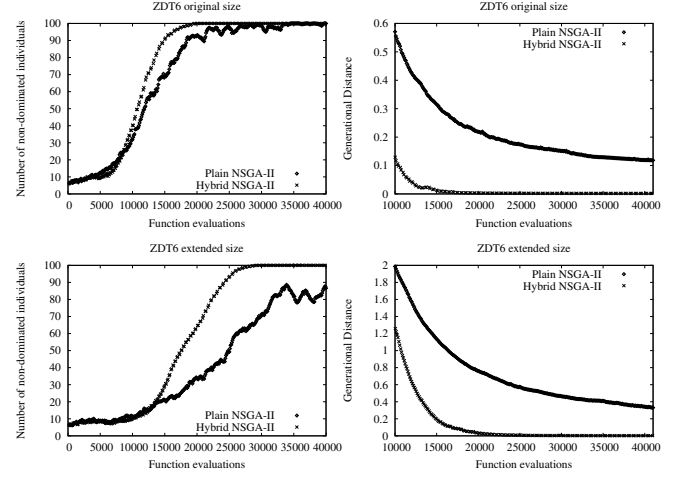 ZDT6 original size
Number of non-dominated individuals
100
90
80
70
60
50
40
30
20
10
0
Plain NSGA-II
Hybrid NSGA-II
0 5000 10000 15000 20000 25000 30000 35000 40000
Function evaluations
ZDT6 original size
Generational Distance
0.6
0.5
0.4
0.3
0.2
0.1
0
Plain NSGA-II
Hybrid NSGA-II
10000 15000 20000 25000 30000 35000 40000
Function evaluations
ZDT6 extended size
Number of non-dominated individuals
100
90
80
70
60
50
40
30
20
10
0
Plain NSGA-II
Hybrid NSGA-II
0 5000 10000 15000 20000 25000 30000 35000 40000
Function evaluations
ZDT6 extended size
Generational Distance
2
1.8
1.6
1.4
1.2
1
0.8
0.6
0.4
0.2
0
Plain NSGA-II
Hybrid NSGA-II
10000 15000 20000 25000 30000 35000 40000
Function evaluations